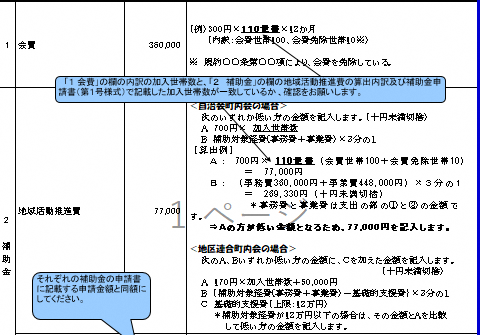 1 会費 360,000
[例] 300円×110世帯×12か月
[内訳:会費世帯100、会費免除世帯10※]
※ 規約〇〇条第〇〇項により、会費を免除している。
「1 会費」の欄の内訳の加入世帯数と、「2 補助金」の欄の地域活動推進費の算出内訳及び補助金申
請書(第1号様式)で記載した加入世帯数が一致しているか、確認をお願いします。
2 補助金 地域活動推進費 77,000
<自治会町内会の場合>
次のいずれか低い方の金額を記入します。[十円未満切捨]
A 700円× 加入世帯数
B 補助対象経費[事務費+事業費]×3分の1
[算出例]
A: 700円×110世帯(会費世帯100+会費免除世帯10)
= 77,000円
B: (事務費360,000円+事業費448,000円)×3分の1
= 269,330円(十円未満切捨)
*事務費と事業費は支出の部の①と②の金額で
す。
⇒Aの方が低い金額となるため、77,000円を記入します。
<地区連合町内会の場合>
次のA、Bいずれか低い方の金額に、Cを加えた金額を記入します。
[十円未満切捨]
A 170円×加入世帯数+50,000円
B [補助対象経費(事務費+事業費)-基礎的支援費]×3分の1
C 基礎的支援費[上限:12万円]
*補助対象経費が12万円以下の場合は、その金額とAを比較
して低い方の金額を記入します。
それぞれの補助金の申請書
に記載する申請金額と同額に
してください。
1 ページ